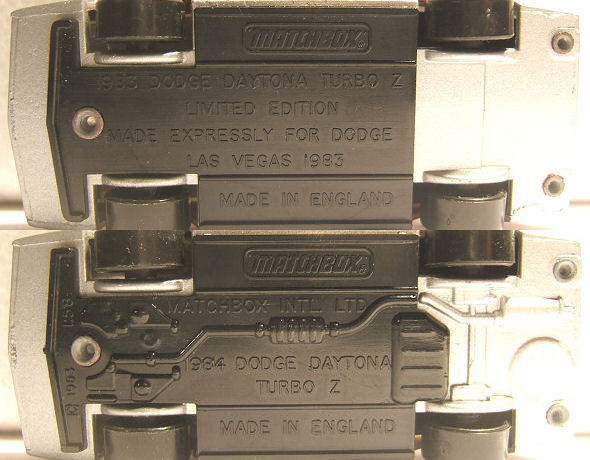 MATCHBOX®
1983 DODGE DAYTONA TURBO Z
LIMITED EDITION
MADE EXPRESSLY FOR DODGE
LAS VEGAS 1983
MADE IN ENGLAND
MATCHBOX®
MATCHBOX INT'L LTD
1984 DODGE DAYTONA
TURBO Z
© 1983
MADE IN ENGLAND